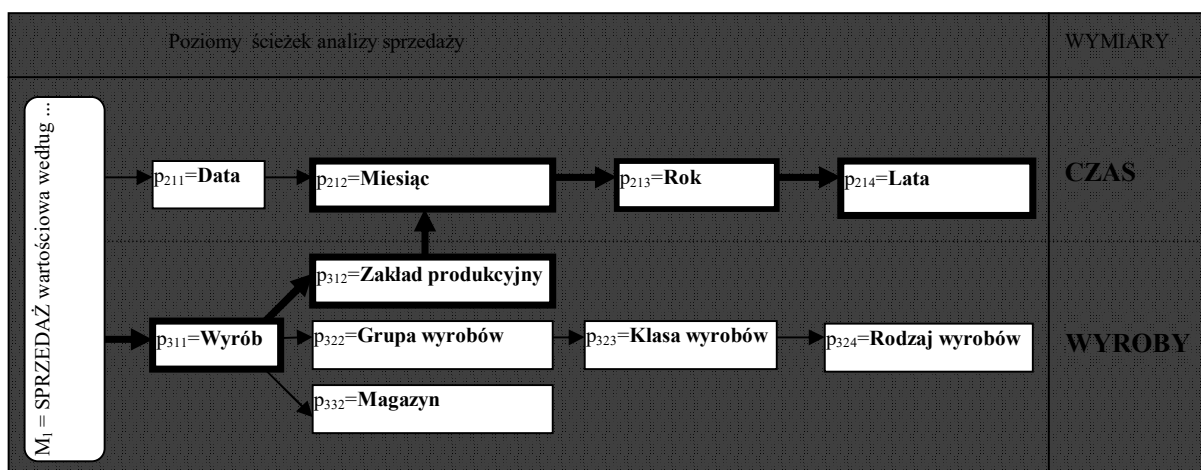 Poziomy ścieżek analizy sprzedaży
WYMIARY
M₁ = SPRZEDAŻ wartościowa według ...
p₂₁₁=Data
p₂₁₂=Miesiąc
p₂₁₃=Rok
p₂₁₄=Lata
CZAS
p₃₁₂=Zakład produkcyjny
p₃₁₁=Wyrób
p₃₂₂=Grupa wyrobów
p₃₂₃=Klasa wyrobów
p₃₂₄=Rodzaj wyrobów
WYROBY
p₃₃₂=Magazyn